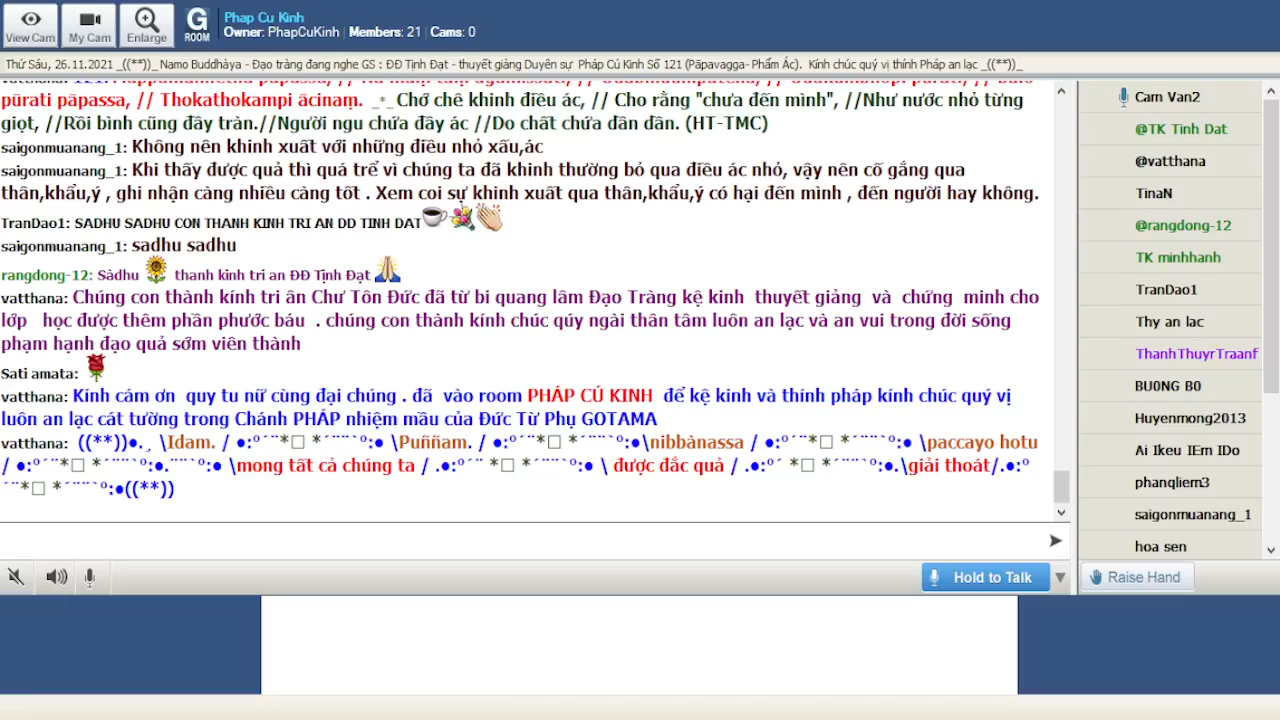 View Cam
My Cam
Enlarge
G
ROOM
Phap Cu Kinh
Owner: PhapCuKinh | Members: 21 | Cams: 0
Thứ Sáu, 26.11.2021 _((**))_ Namo Buddhàya - Đạo tràng đang nghe GS : ĐĐ Tịnh Đạt - thuyết giảng Duyên sự Pháp Cú Kinh Số 121 (Pāpavagga- Phẩm Ác). Kính chúc quý vị thính Pháp an lạc _((**))_
pūrati pāpassa, // Thokathokampi ācinaṃ. _*_Chớ chê khinh điều ác, // Cho rằng "chưa đến mình", //Như nước nhỏ từng
giọt, //Rồi bình cũng đầy tràn.//Người ngu chứa đầy ác //Do chất chứa dần dần. (HT-TMC)
saigonmuanang_1: Không nên khinh xuất với những điều nhỏ xấu,ác
saigonmuanang_1: Khi thấy được quả thì quá trể vì chúng ta đã khinh thường bỏ qua điều ác nhỏ, vậy nên cố gắng qua
thân,khẩu,ý , ghi nhận càng nhiều càng tốt . Xem coi sự khinh xuất qua thân,khẩu,ý có hại đến mình , đến người hay không.
TranDao1: SADHU SADHU CON THANH KINH TRI AN DD TINH DAT
saigonmuanang_1: sadhu sadhu
rangdong-12: Sàdhu thanh kinh tri an ĐĐ Tịnh Đạt
vatthana: Chúng con thành kính tri ân Chư Tôn Đức đã từ bi quang lâm Đạo Tràng kệ kinh thuyết giảng và chứng minh cho
lớp học được thêm phần phước báu . chúng con thành kính chúc qúy ngài thân tâm luôn an lạc và an vui trong đời sống
phạm hạnh đạo quả sớm viên thành
Sati amata:
vatthana: Kính cám ơn quy tu nữ cùng đại chúng . đã vào room PHÁP CÚ KINH để kệ kinh và thính pháp kính chúc quý vị
luôn an lạc cát tường trong Chánh PHÁP nhiệm mầu của Đức Từ Phụ GOTAMA
vatthana: ((**))●.¸ \Idam. / ●:º´¨*□ *´¨¨`º:● \Puññam. / ●:º´¨*□ *´¨¨`º:●\nibbànassa / ●:º´¨*□ *´¨¨`º:● \paccayo hotu
/ ●:º´¨*□ *´¨¨`º:●.¨¨`º:● \mong tất cả chúng ta / .●:º´¨ *□ *´¨¨`º:● \ được đắc quả / .●:º´ *□ *´¨¨`º:●.\giải thoát/.●:º
´¨*□ *´¨¨`º:●((**))
Hold to Talk
Cam Van2
@TK Tinh Dat
@vatthana
TinaN
@rangdong-12
TK minhhanh
TranDao1
Thy an lac
ThanhThuyrTraanf
BU0NG B0
Huyenmong2013
Ai Ikeu IEm IDo
phanqliem3
saigonmuanang_1
hoa sen
Raise Hand